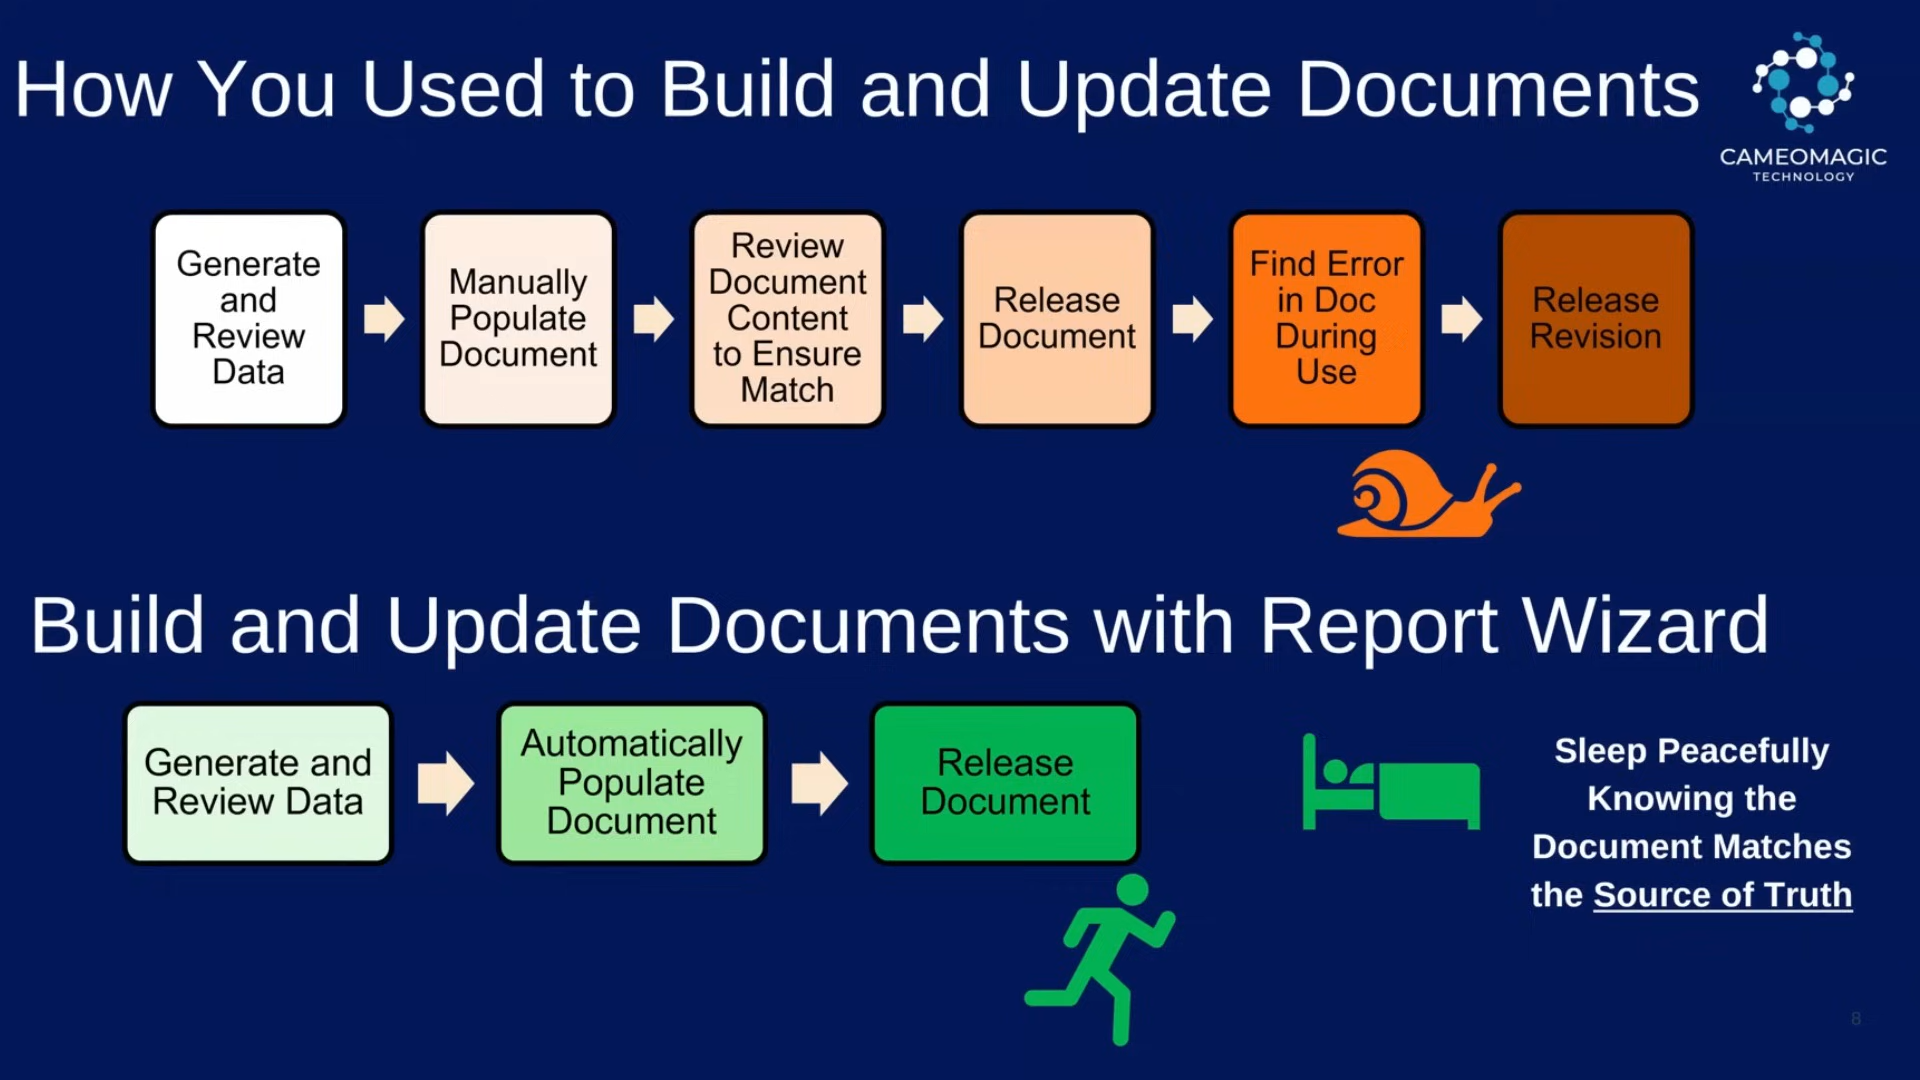 How You Used to Build and Update Documents
CAMEOMAGIC
TECHNOLOGY
Generate
and
Review
Data
Manually
Populate
Document
Review
Document
Content
to Ensure
Match
Release
Document
Find Error
in Doc
During
Use
Release
Revision
Build and Update Documents with Report Wizard
Generate and
Review Data
Automatically
Populate
Document
Release
Document
Sleep Peacefully
Knowing the
Document Matches
the Source of Truth
8